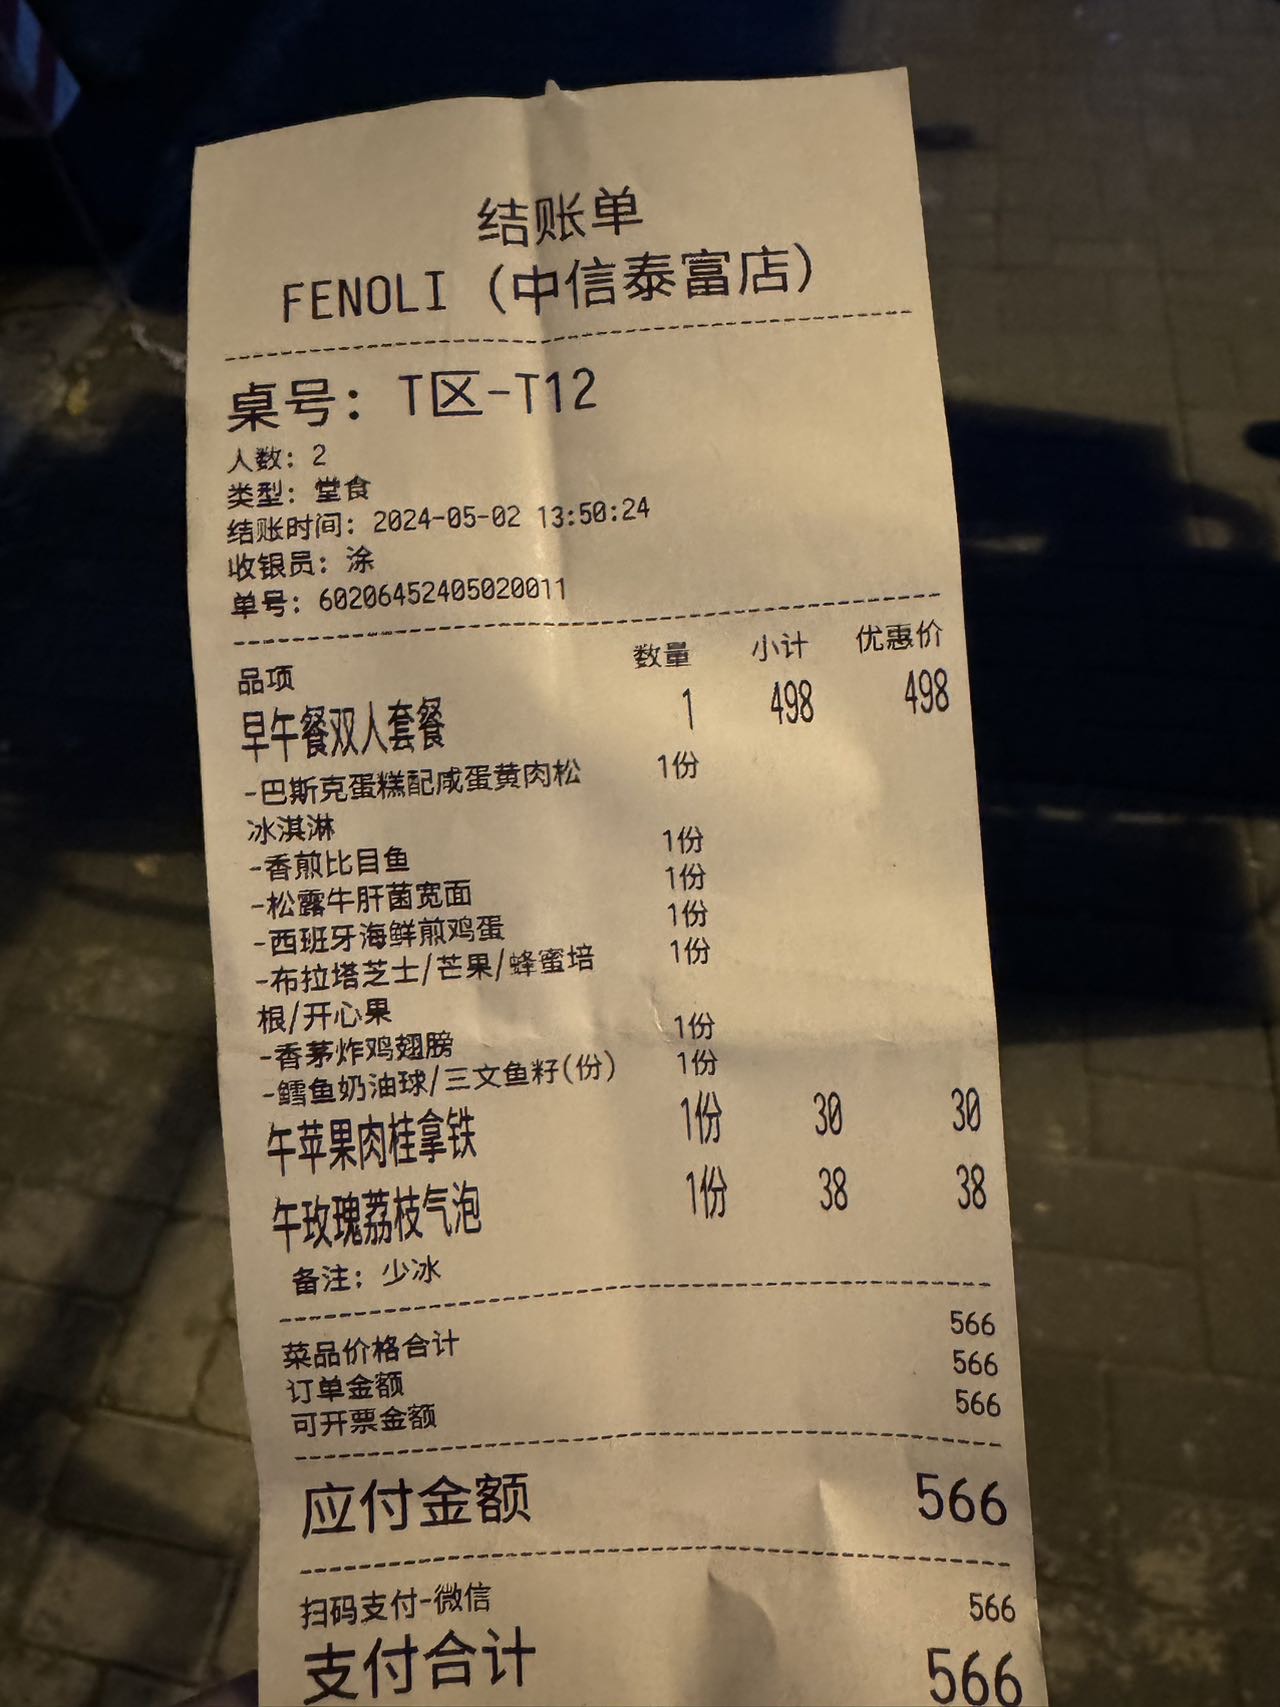 结账单
FENOLI（中信泰富店）
桌号：T区-T12
人数：2
类型：堂食
结账时间：2024-05-02 13:50:24
收银员：涂
单号：60206452405020011
品项 数量 小计 优惠价
早午餐双人套餐 1 498 498
-巴斯克蛋糕配咸蛋黄肉松 1份
冰淇淋
-香煎比目鱼 1份
-松露牛肝菌宽面 1份
-西班牙海鲜煎鸡蛋 1份
-布拉塔芝士/芒果/蜂蜜培 1份
根/开心果
-香茅炸鸡翅膀 1份
-鳕鱼奶油球/三文鱼籽(份) 1份
午苹果肉桂拿铁 1份 30 30
午玫瑰荔枝气泡 1份 38 38
备注：少冰
菜品价格合计 566
订单金额 566
可开票金额 566
应付金额 566
扫码支付-微信 566
支付合计 566